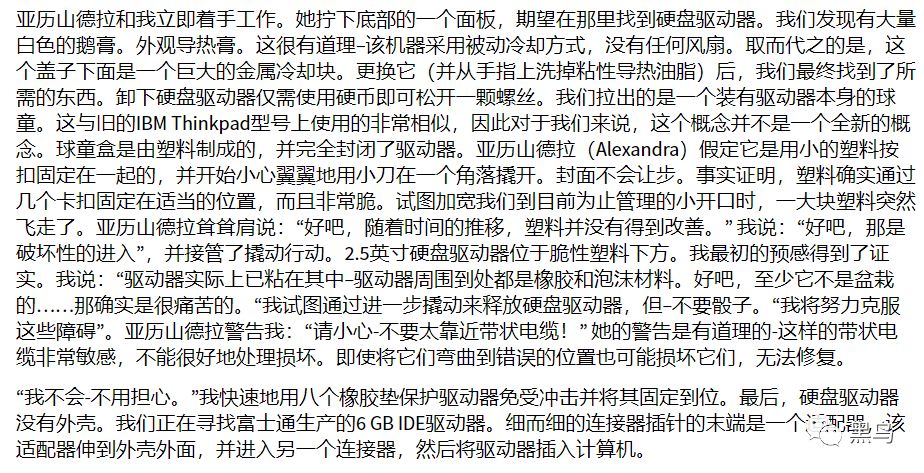 亚历山德拉和我立即着手工作。她拧下底部的一个面板，期望在那里找到硬盘驱动器。我们发现有大量
白色的鹅膏。外观导热膏。这很有道理–该机器采用被动冷却方式，没有任何风扇。取而代之的是，这
个盖子下面是一个巨大的金属冷却块。更换它（并从手指上洗掉粘性导热油脂）后，我们最终找到了所
需的东西。卸下硬盘驱动器仅需使用硬币即可松开一颗螺丝。我们拉出的是一个装有驱动器本身的球
童。这与旧的IBM Thinkpad型号上使用的非常相似，因此对于我们来说，这个概念并不是一个全新的概
念。球童盒是由塑料制成的，并完全封闭了驱动器。亚历山德拉（Alexandra）假定它是用小的塑料按
扣固定在一起的，并开始小心翼翼地用小刀在一个角落撬开。封面不会让步。事实证明，塑料确实通过
几个卡扣固定在适当的位置，而且非常脆。试图加宽我们到目前为止管理的小开口时，一大块塑料突然
飞走了。亚历山德拉耸耸肩说：“好吧，随着时间的推移，塑料并没有得到改善。” 我说：“好吧，那是
破坏性的进入”，并接管了撬动行动。2.5英寸硬盘驱动器位于脆性塑料下方。我最初的预感得到了证
实。我说：“驱动器实际上已粘在其中–驱动器周围到处都是橡胶和泡沫材料。好吧，至少它不是盆栽
的……那确实是很痛苦的。“我试图通过进一步撬动来释放硬盘驱动器，但–不要骰子。“我将努力克服
这些障碍”。亚历山德拉警告我：“请小心-不要太靠近带状电缆！” 她的警告是有道理的-这样的带状电
缆非常敏感，不能很好地处理损坏。即使将它们弯曲到错误的位置也可能损坏它们，无法修复。
“我不会-不用担心。”我快速地用八个橡胶垫保护驱动器免受冲击并将其固定到位。最后，硬盘驱动器
没有外壳。我们正在寻找富士通生产的6 GB IDE驱动器。细而细的连接器插针的末端是一个适配器，该
适配器伸到外壳外面，并进入另一个连接器，然后将驱动器插入计算机。
黑鸟